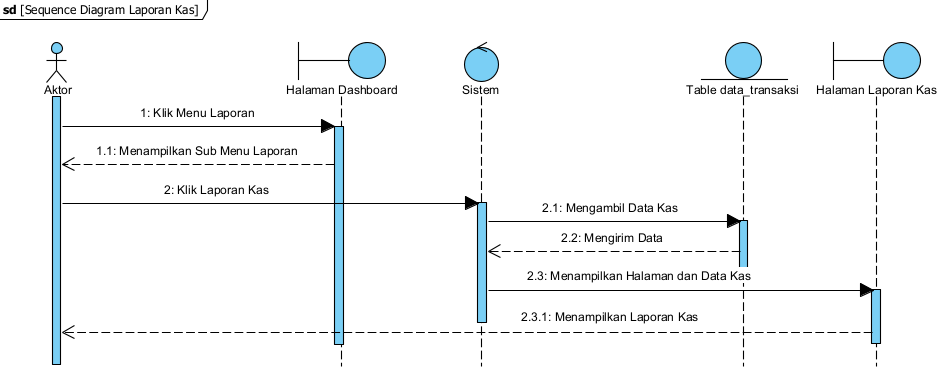 sd [Sequence Diagram Laporan Kas]
Aktor
Halaman Dashboard
Sistem
Table data_transaksi
Halaman Laporan Kas
1: Klik Menu Laporan
1.1: Menampilkan Sub Menu Laporan
2: Klik Laporan Kas
2.1: Mengambil Data Kas
2.2: Mengirim Data
2.3: Menampilkan Halaman dan Data Kas
2.3.1: Menampilkan Laporan Kas